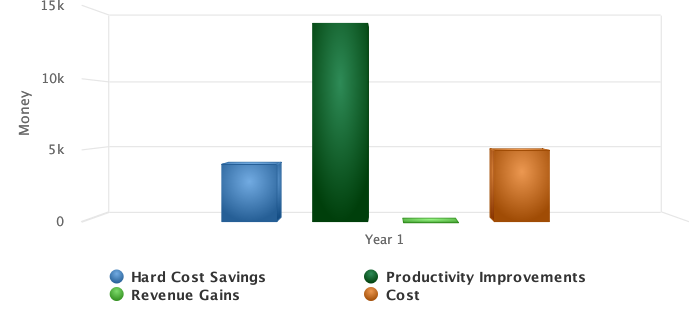 15k
10k
5k
0
Money
Year 1
Hard Cost Savings
Productivity Improvements
Revenue Gains
Cost